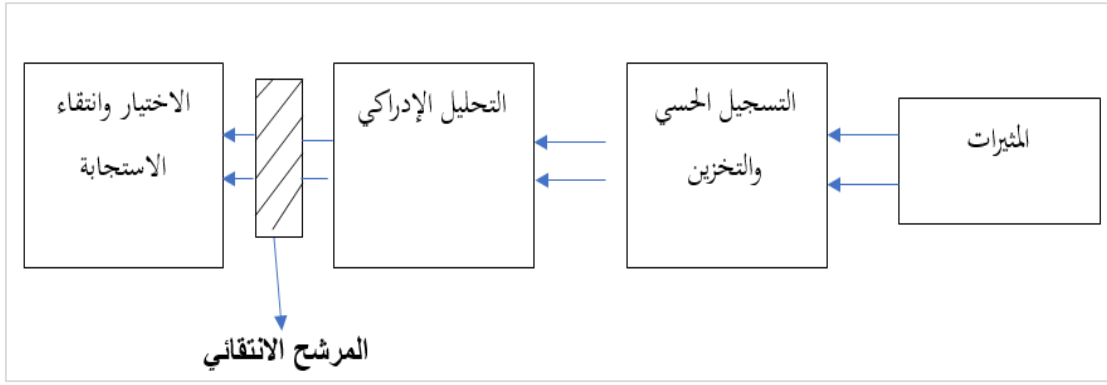 المثيرات
التسجيل الحسي
والتخزين
التحليل الإدراكي
الاختيار وانتقاء
الاستجابة
المرشح الانتقائي